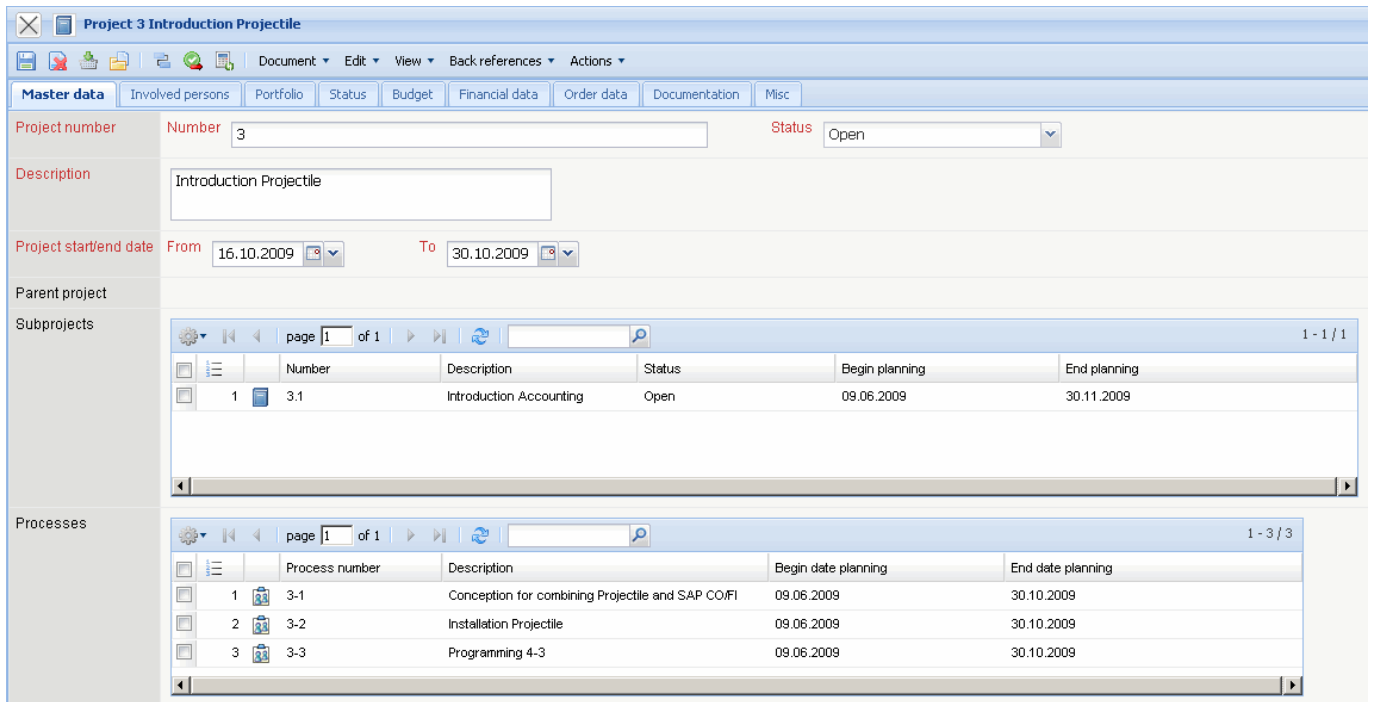 Project 3 Introduction Projectile
Document Edit View Back references Actions
Master data Involved persons Portfolio Status Budget Financial data Order data Documentation Misc
Project number Number 3 Status Open
Description Introduction Projectile
Project start/end date From 16.10.2009 To 30.10.2009
Parent project
Subprojects
page 1 of 1 1 - 1 / 1
Number Description Status Begin planning End planning
1 3.1 Introduction Accounting Open 09.06.2009 30.11.2009
Processes
page 1 of 1 1 - 3 / 3
Process number Description Begin date planning End date planning
1 3-1 Conception for combining Projectile and SAP CO/FI 09.06.2009 30.10.2009
2 3-2 Installation Projectile 09.06.2009 30.10.2009
3 3-3 Programming 4-3 09.06.2009 30.10.2009